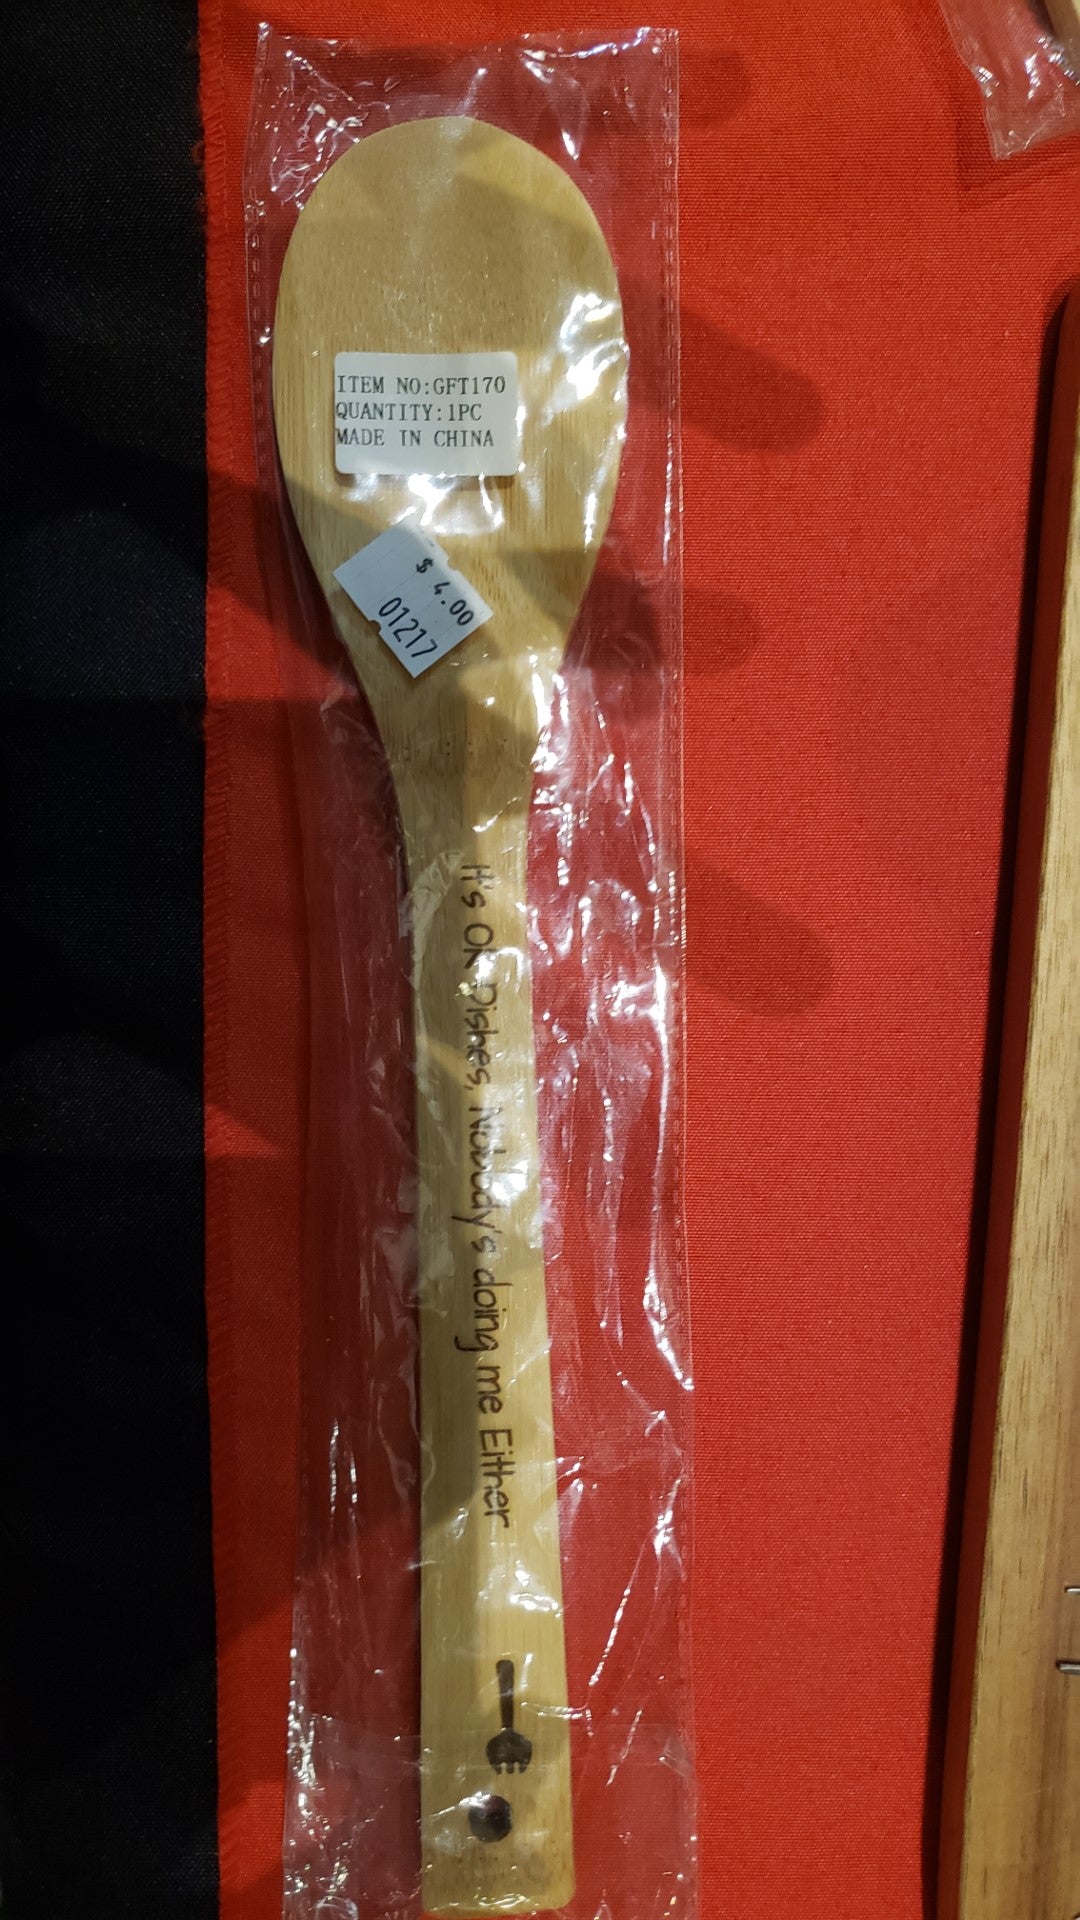 ITEM NO:GFT170
QUANTITY:1PC
MADE IN CHINA
$ 4.00
01217
It's Ok Dishes, Nobody's doing me Either